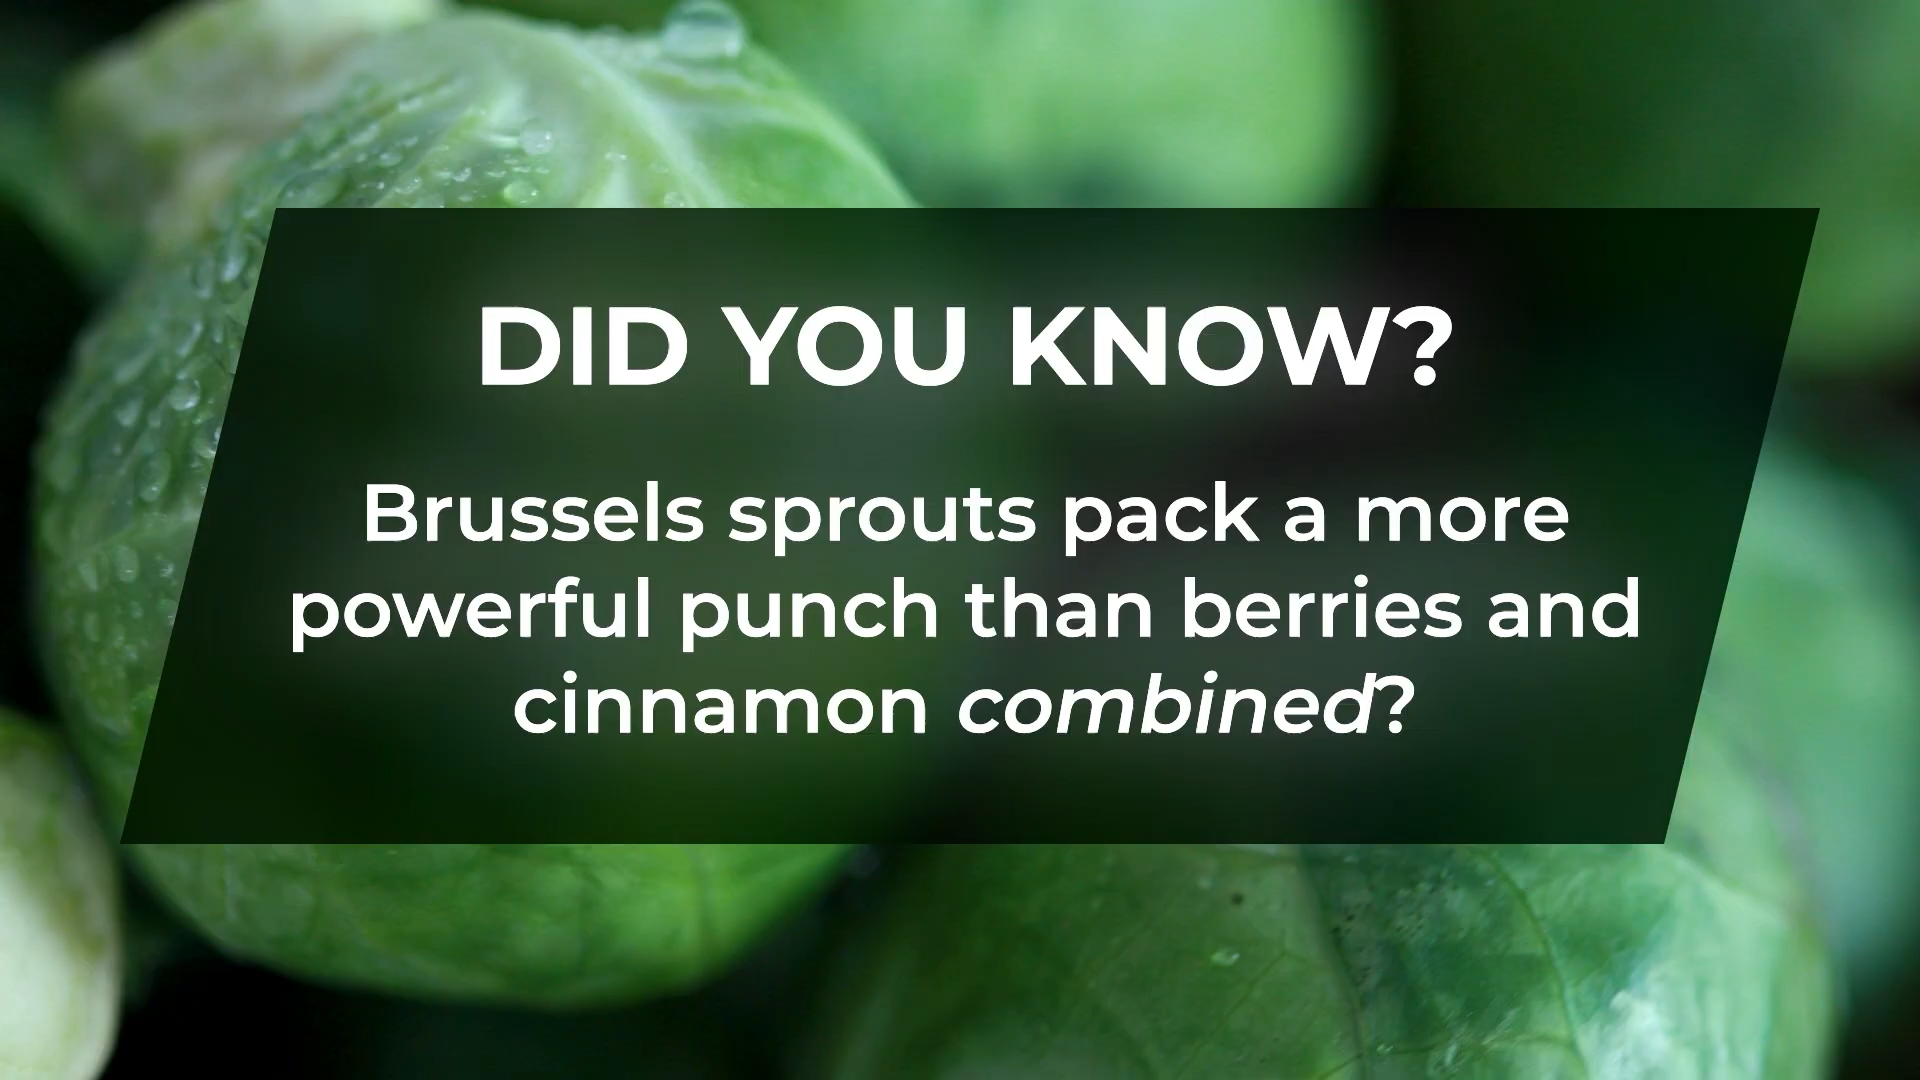 DID YOU KNOW?
Brussels sprouts pack a more
powerful punch than berries and
cinnamon combined?